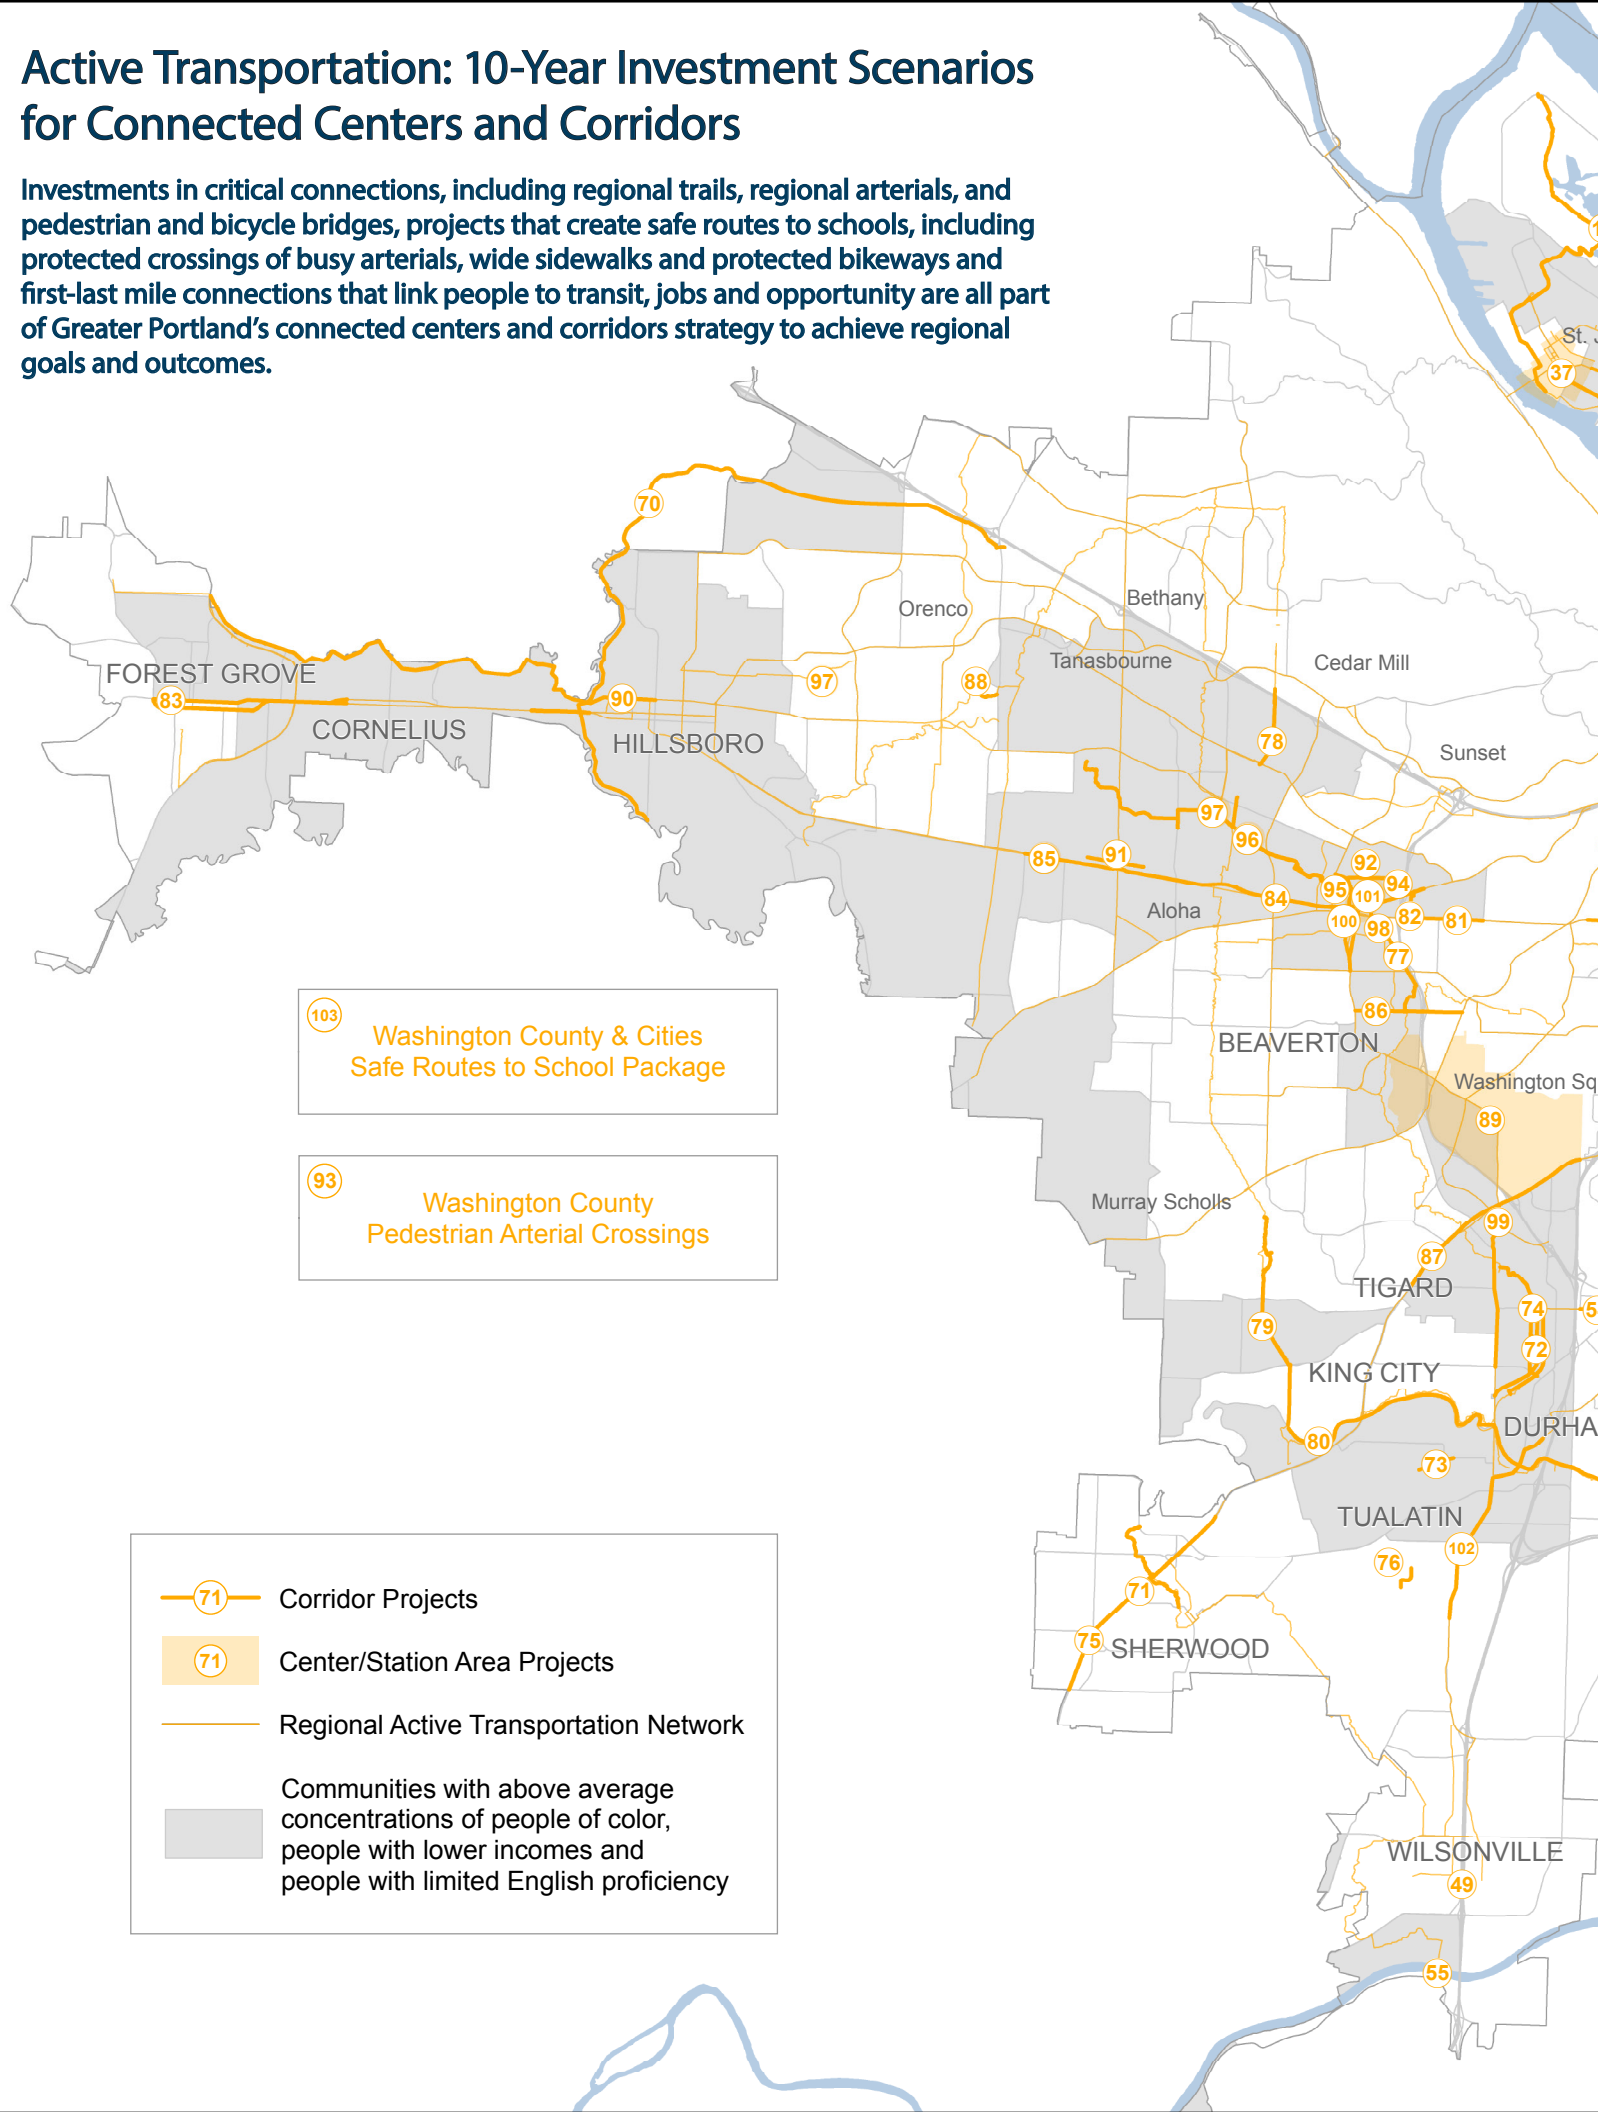 Active Transportation: 10-Year Investment Scenarios
for Connected Centers and Corridors
Investments in critical connections, including regional trails, regional arterials, and
pedestrian and bicycle bridges, projects that create safe routes to schools, including
protected crossings of busy arterials, wide sidewalks and protected bikeways and
first-last mile connections that link people to transit, jobs and opportunity are all part
of Greater Portland's connected centers and corridors strategy to achieve regional
goals and outcomes.
St.
37
70
Orenco
Bethany
Tanasbourne
Cedar Mill
FOREST GROVE
97
88
83
90
CORNELIUS
HILLSBORO
78
Sunset
97
96
85
91
92
95
94
101
84
Aloha
100
98
82
81
77
86
103
Washington County & Cities
Safe Routes to School Package
BEAVERTON
Washington Sq
89
93
Washington County
Pedestrian Arterial Crossings
Murray Scholls
99
87
TIGARD
74
5
79
72
KING CITY
DURHA
80
73
TUALATIN
102
76
71
75
SHERWOOD
71 Corridor Projects
71 Center/Station Area Projects
Regional Active Transportation Network
Communities with above average
concentrations of people of color,
people with lower incomes and
people with limited English proficiency
WILSONVILLE
49
55